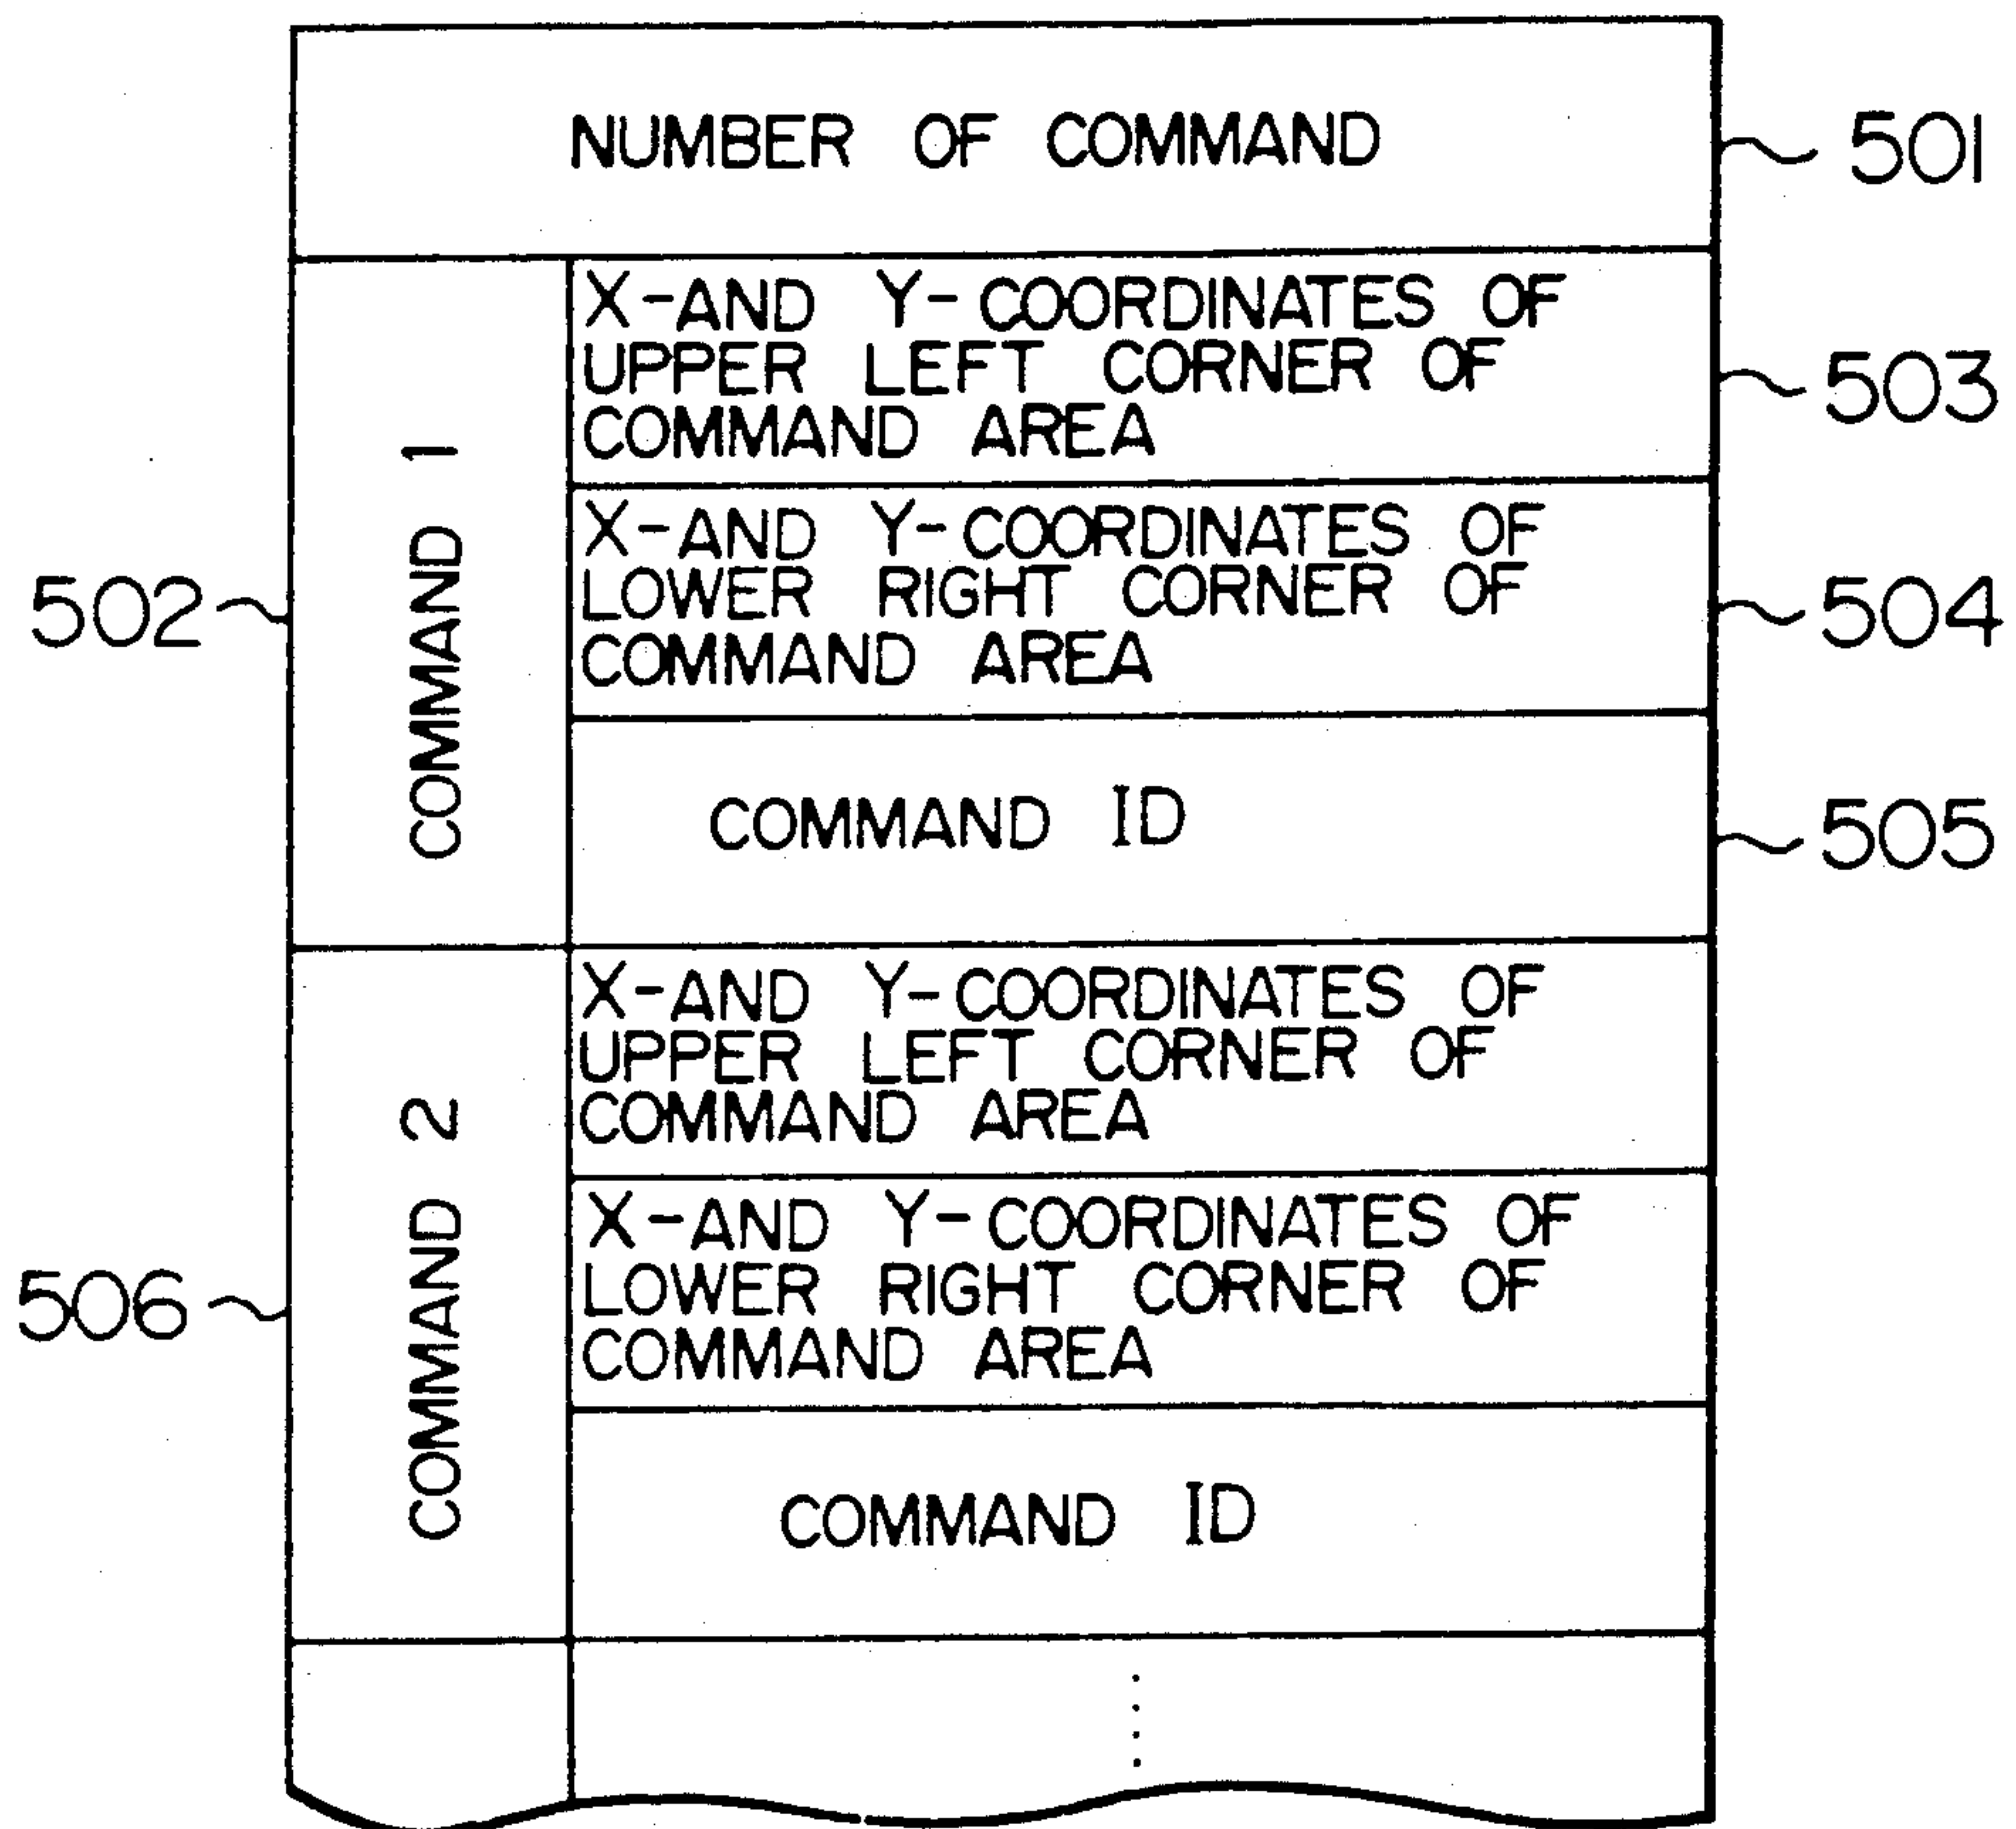 NUMBER OF COMMAND
501
502
COMMAND 1
X-AND Y-COORDINATES OF
UPPER LEFT CORNER OF
COMMAND AREA
503
X-AND Y-COORDINATES OF
LOWER RIGHT CORNER OF
COMMAND AREA
504
COMMAND ID
505
506
COMMAND 2
X-AND Y-COORDINATES OF
UPPER LEFT CORNER OF
COMMAND AREA
X-AND Y-COORDINATES OF
LOWER RIGHT CORNER OF
COMMAND AREA
COMMAND ID